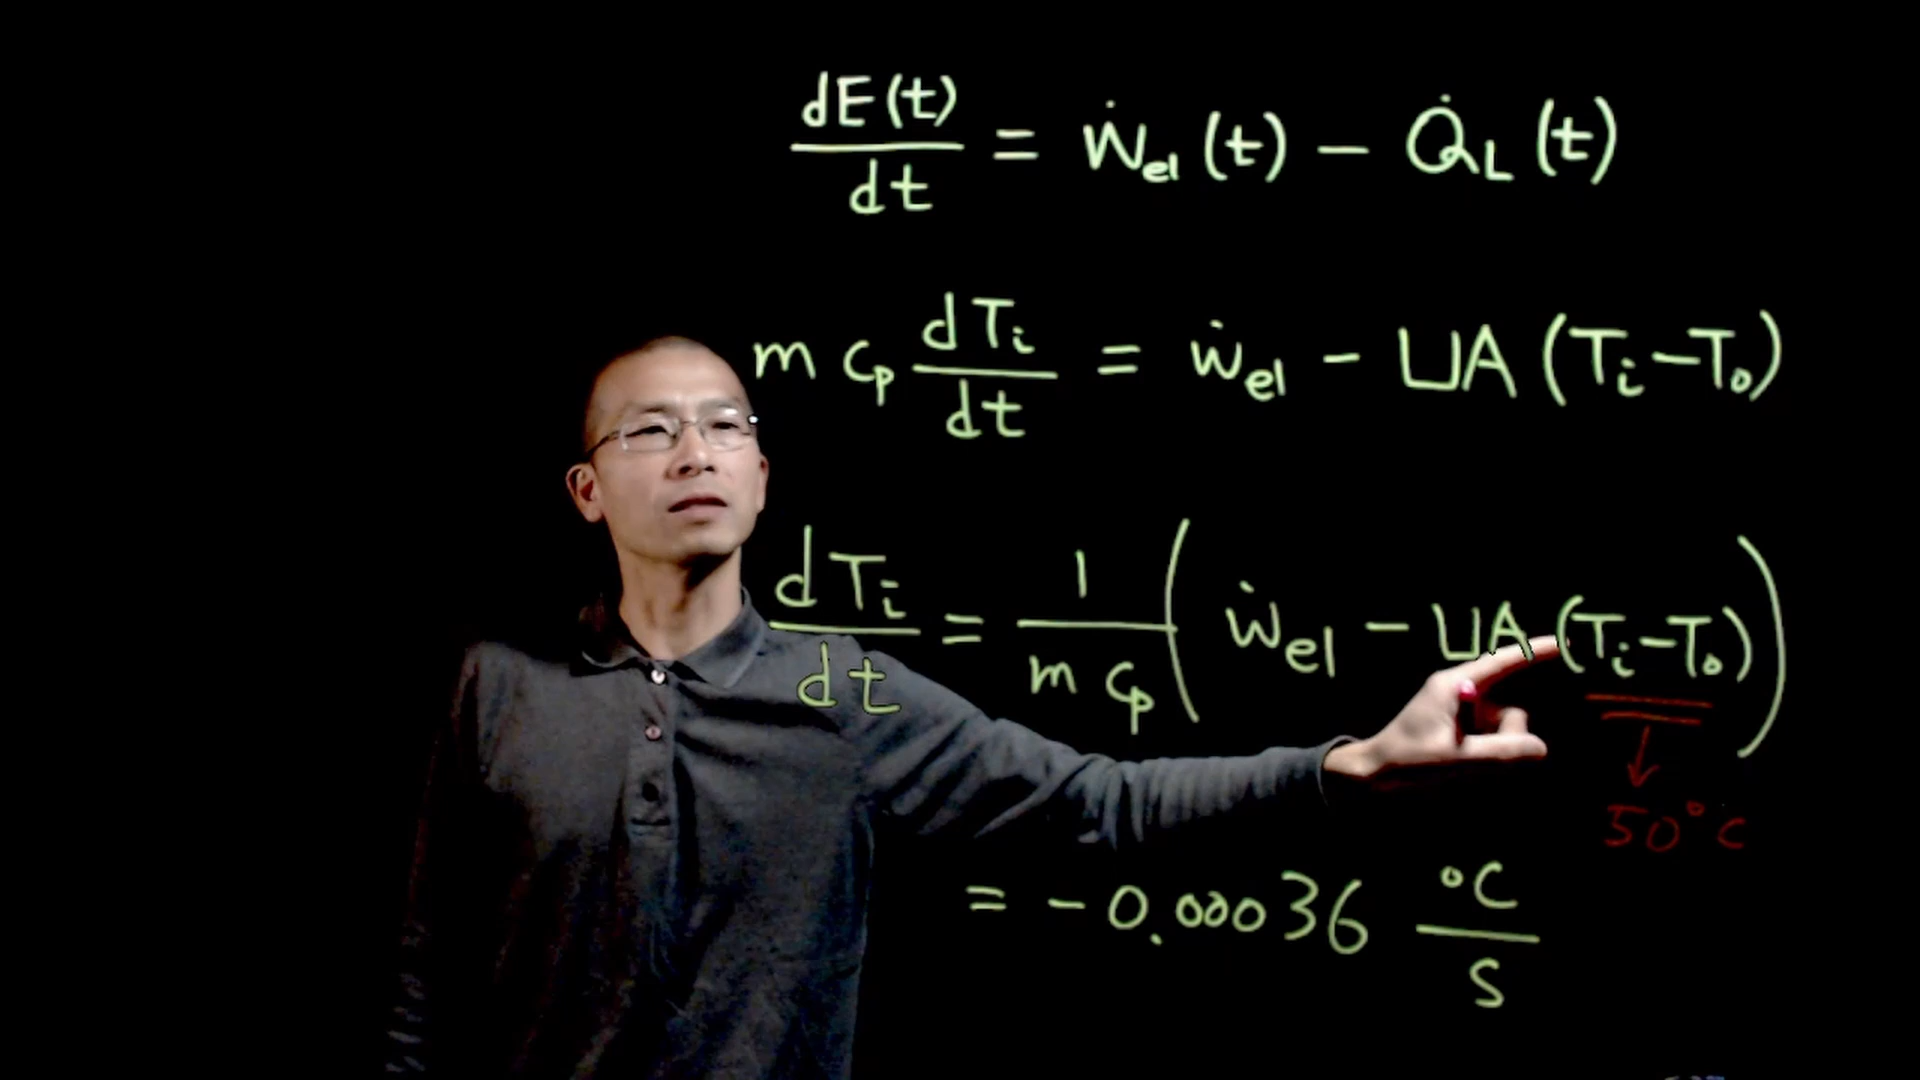 dE(t)/dt = Ẇel (t) − Q̇L (t)
m cp dTi/dt = ẇel − UA (Ti−To)
dTi/dt = 1/(m cp) ( ẇel − UA (Ti−To) )
50°C
= −0.00036 °C/s